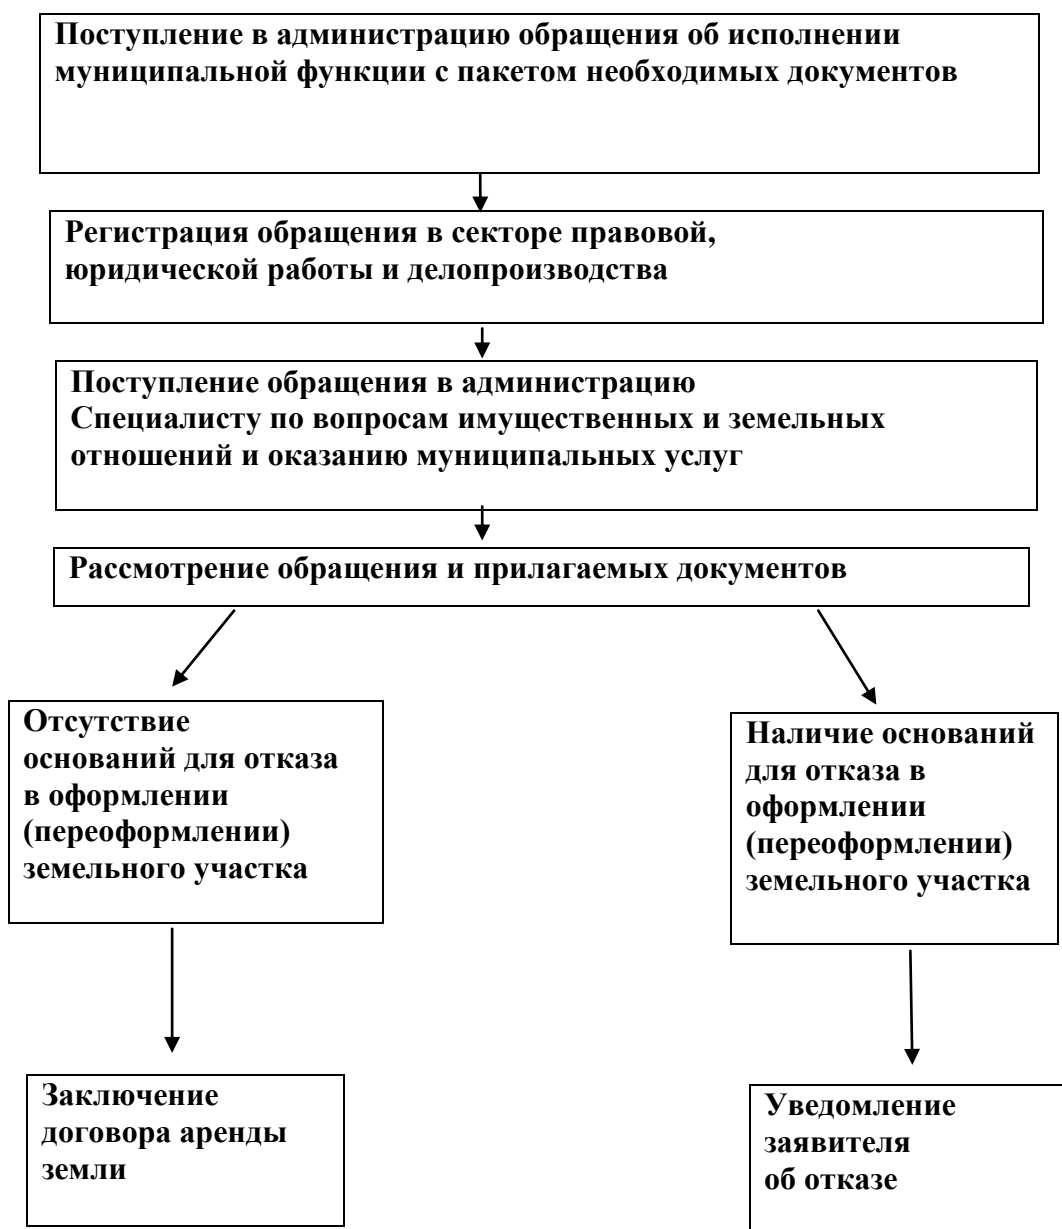 Поступление в администрацию обращения об исполнении
муниципальной функции с пакетом необходимых документов
Регистрация обращения в секторе правовой,
юридической работы и делопроизводства
Поступление обращения в администрацию
Специалисту по вопросам имущественных и земельных
отношений и оказанию муниципальных услуг
Рассмотрение обращения и прилагаемых документов
Отсутствие
оснований для отказа
в оформлении
(переоформлении)
земельного участка
Наличие оснований
для отказа в
оформлении
(переоформлении)
земельного участка
Заключение
договора аренды
земли
Уведомление
заявителя
об отказе